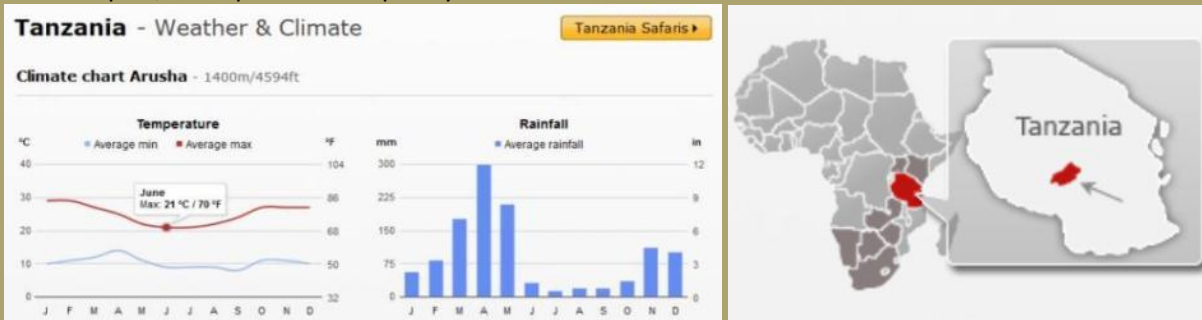 Tanzania - Weather & Climate
Tanzania Safaris
Climate chart Arusha - 1400m/4594ft
Temperature
°C Average min Average max °F
40 104
30 86
20 68
10 50
0 32
June
Max: 21 °C / 70 °F
J F M A M J J A S O N D
Rainfall
mm Average rainfall in
300 12
225 9
150 6
75 3
0 0
J F M A M J J A S O N D
Tanzania